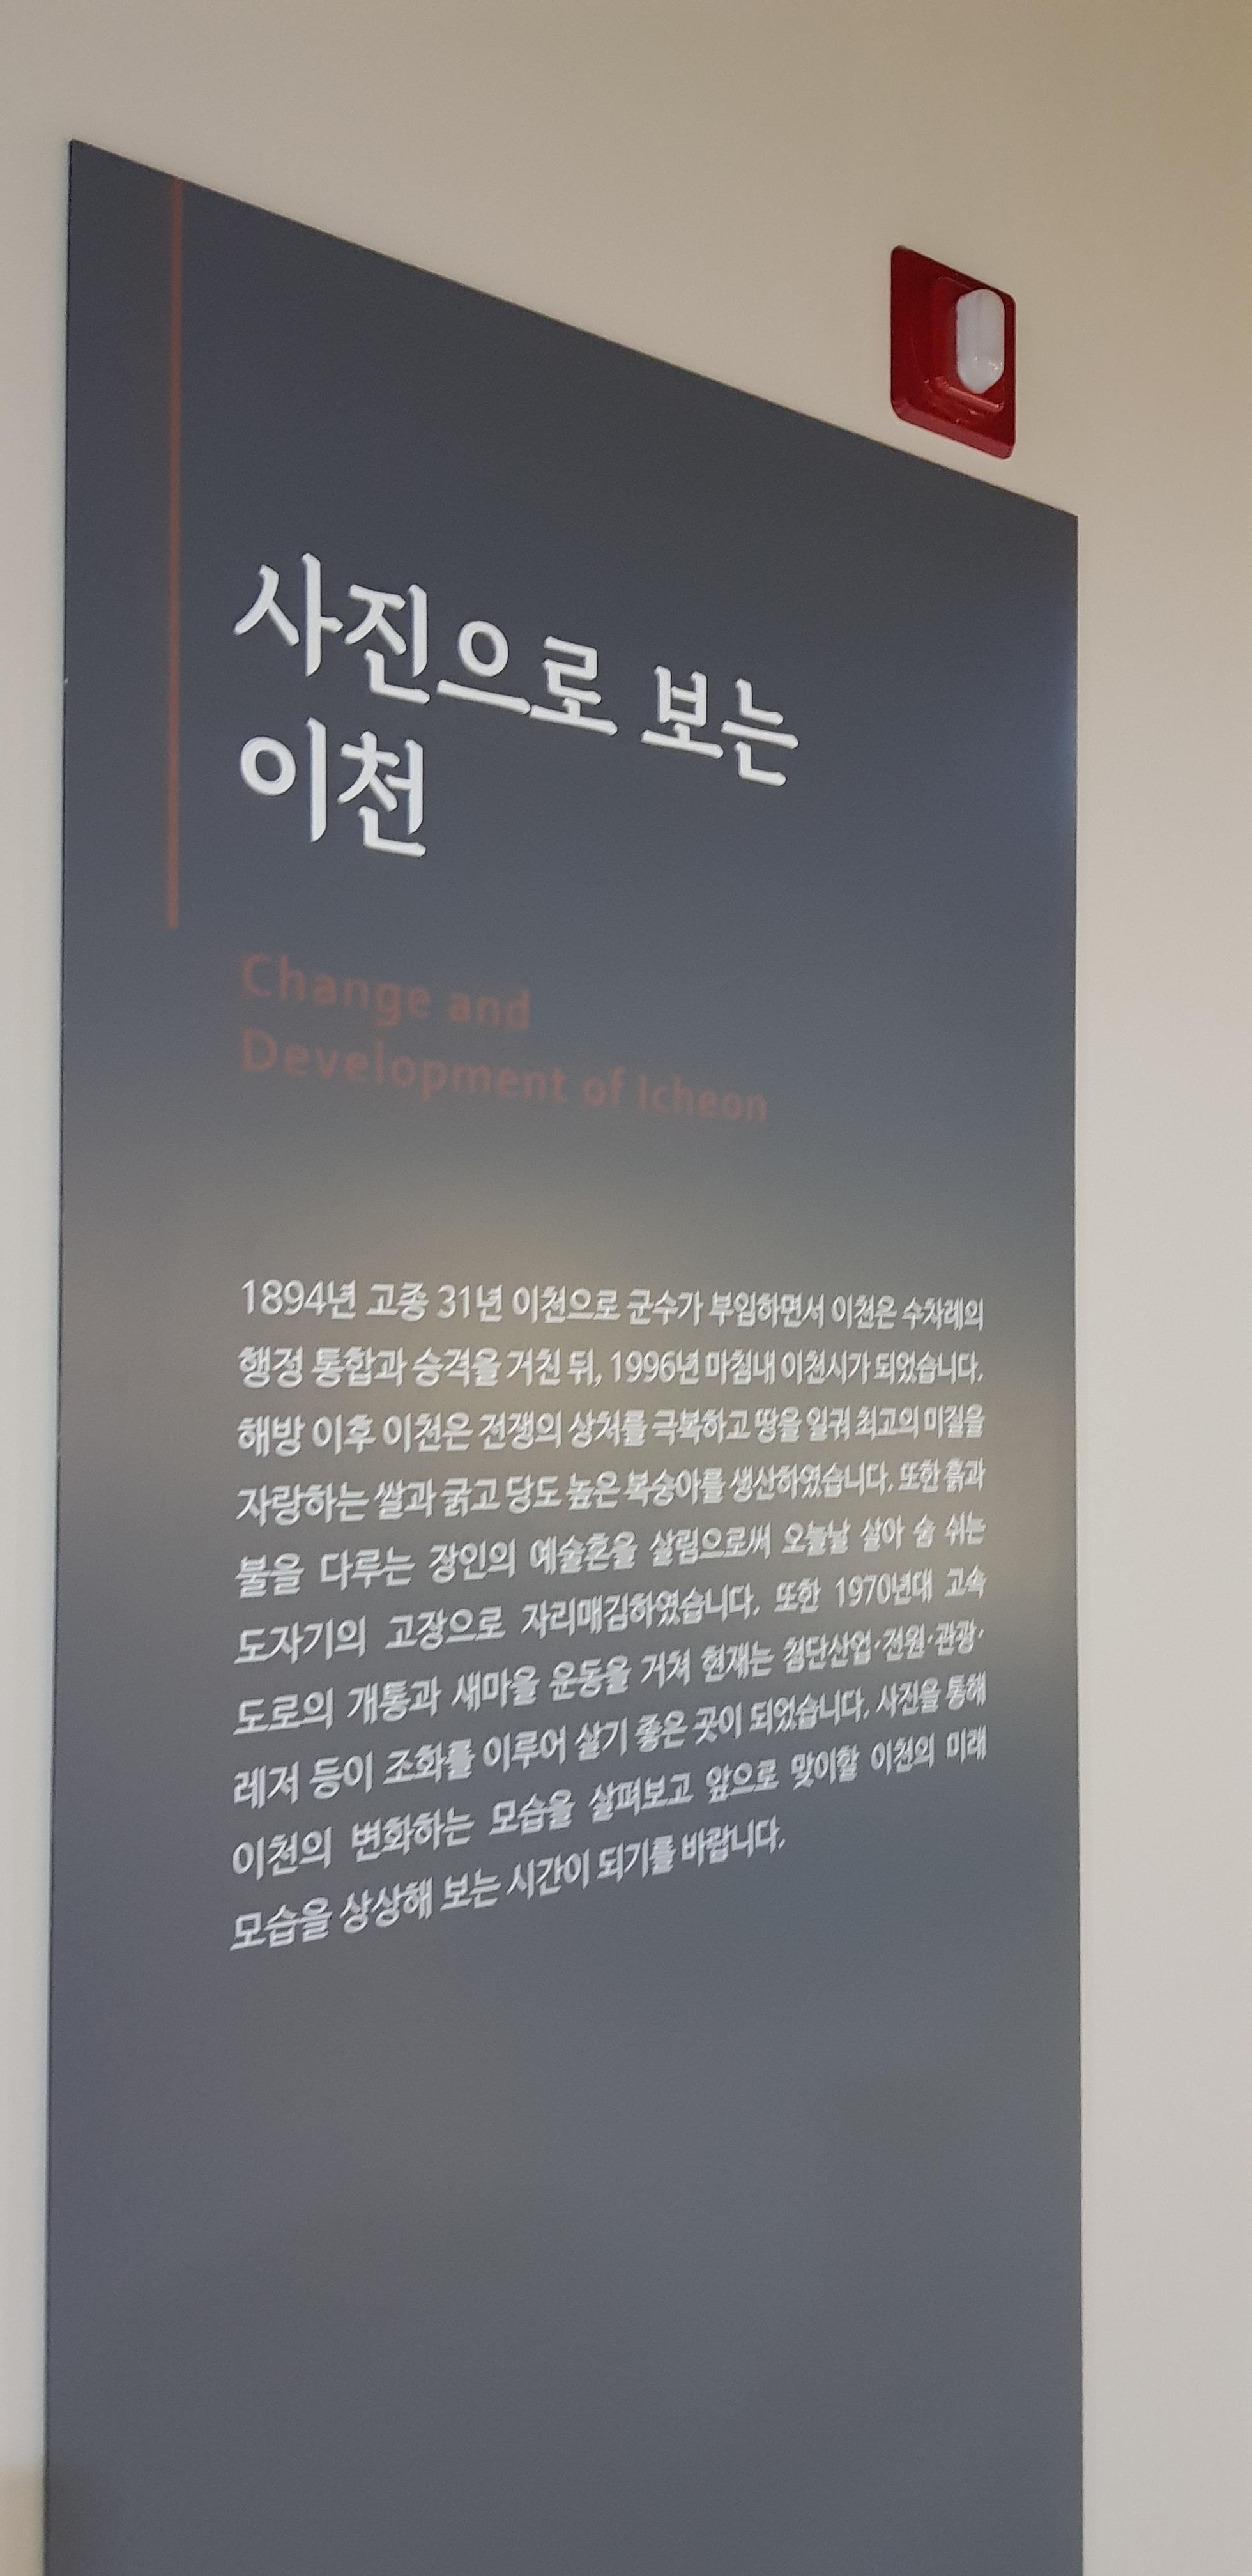 사진으로 보는
이천
Change and
Development of Icheon
1894년 고종 31년 이천으로 군수가 부임하면서 이천은 수차례의
행정 통합과 승격을 거친 뒤, 1996년 마침내 이천시가 되었습니다.
해방 이후 이천은 전쟁의 상처를 극복하고 땅을 일궈 최고의 미질을
자랑하는 쌀과 굵고 당도 높은 복숭아를 생산하였습니다. 또한 흙과
불을 다루는 장인의 예술혼을 살림으로써 오늘날 살아 숨 쉬는
도자기의 고장으로 자리매김하였습니다. 또한 1970년대 고속
도로의 개통과 새마을 운동을 거쳐 현재는 첨단산업·전원·관광·
레저 등이 조화를 이루어 살기 좋은 곳이 되었습니다. 사진을 통해
이천의 변화하는 모습을 살펴보고 앞으로 맞이할 이천의 미래
모습을 상상해 보는 시간이 되기를 바랍니다.